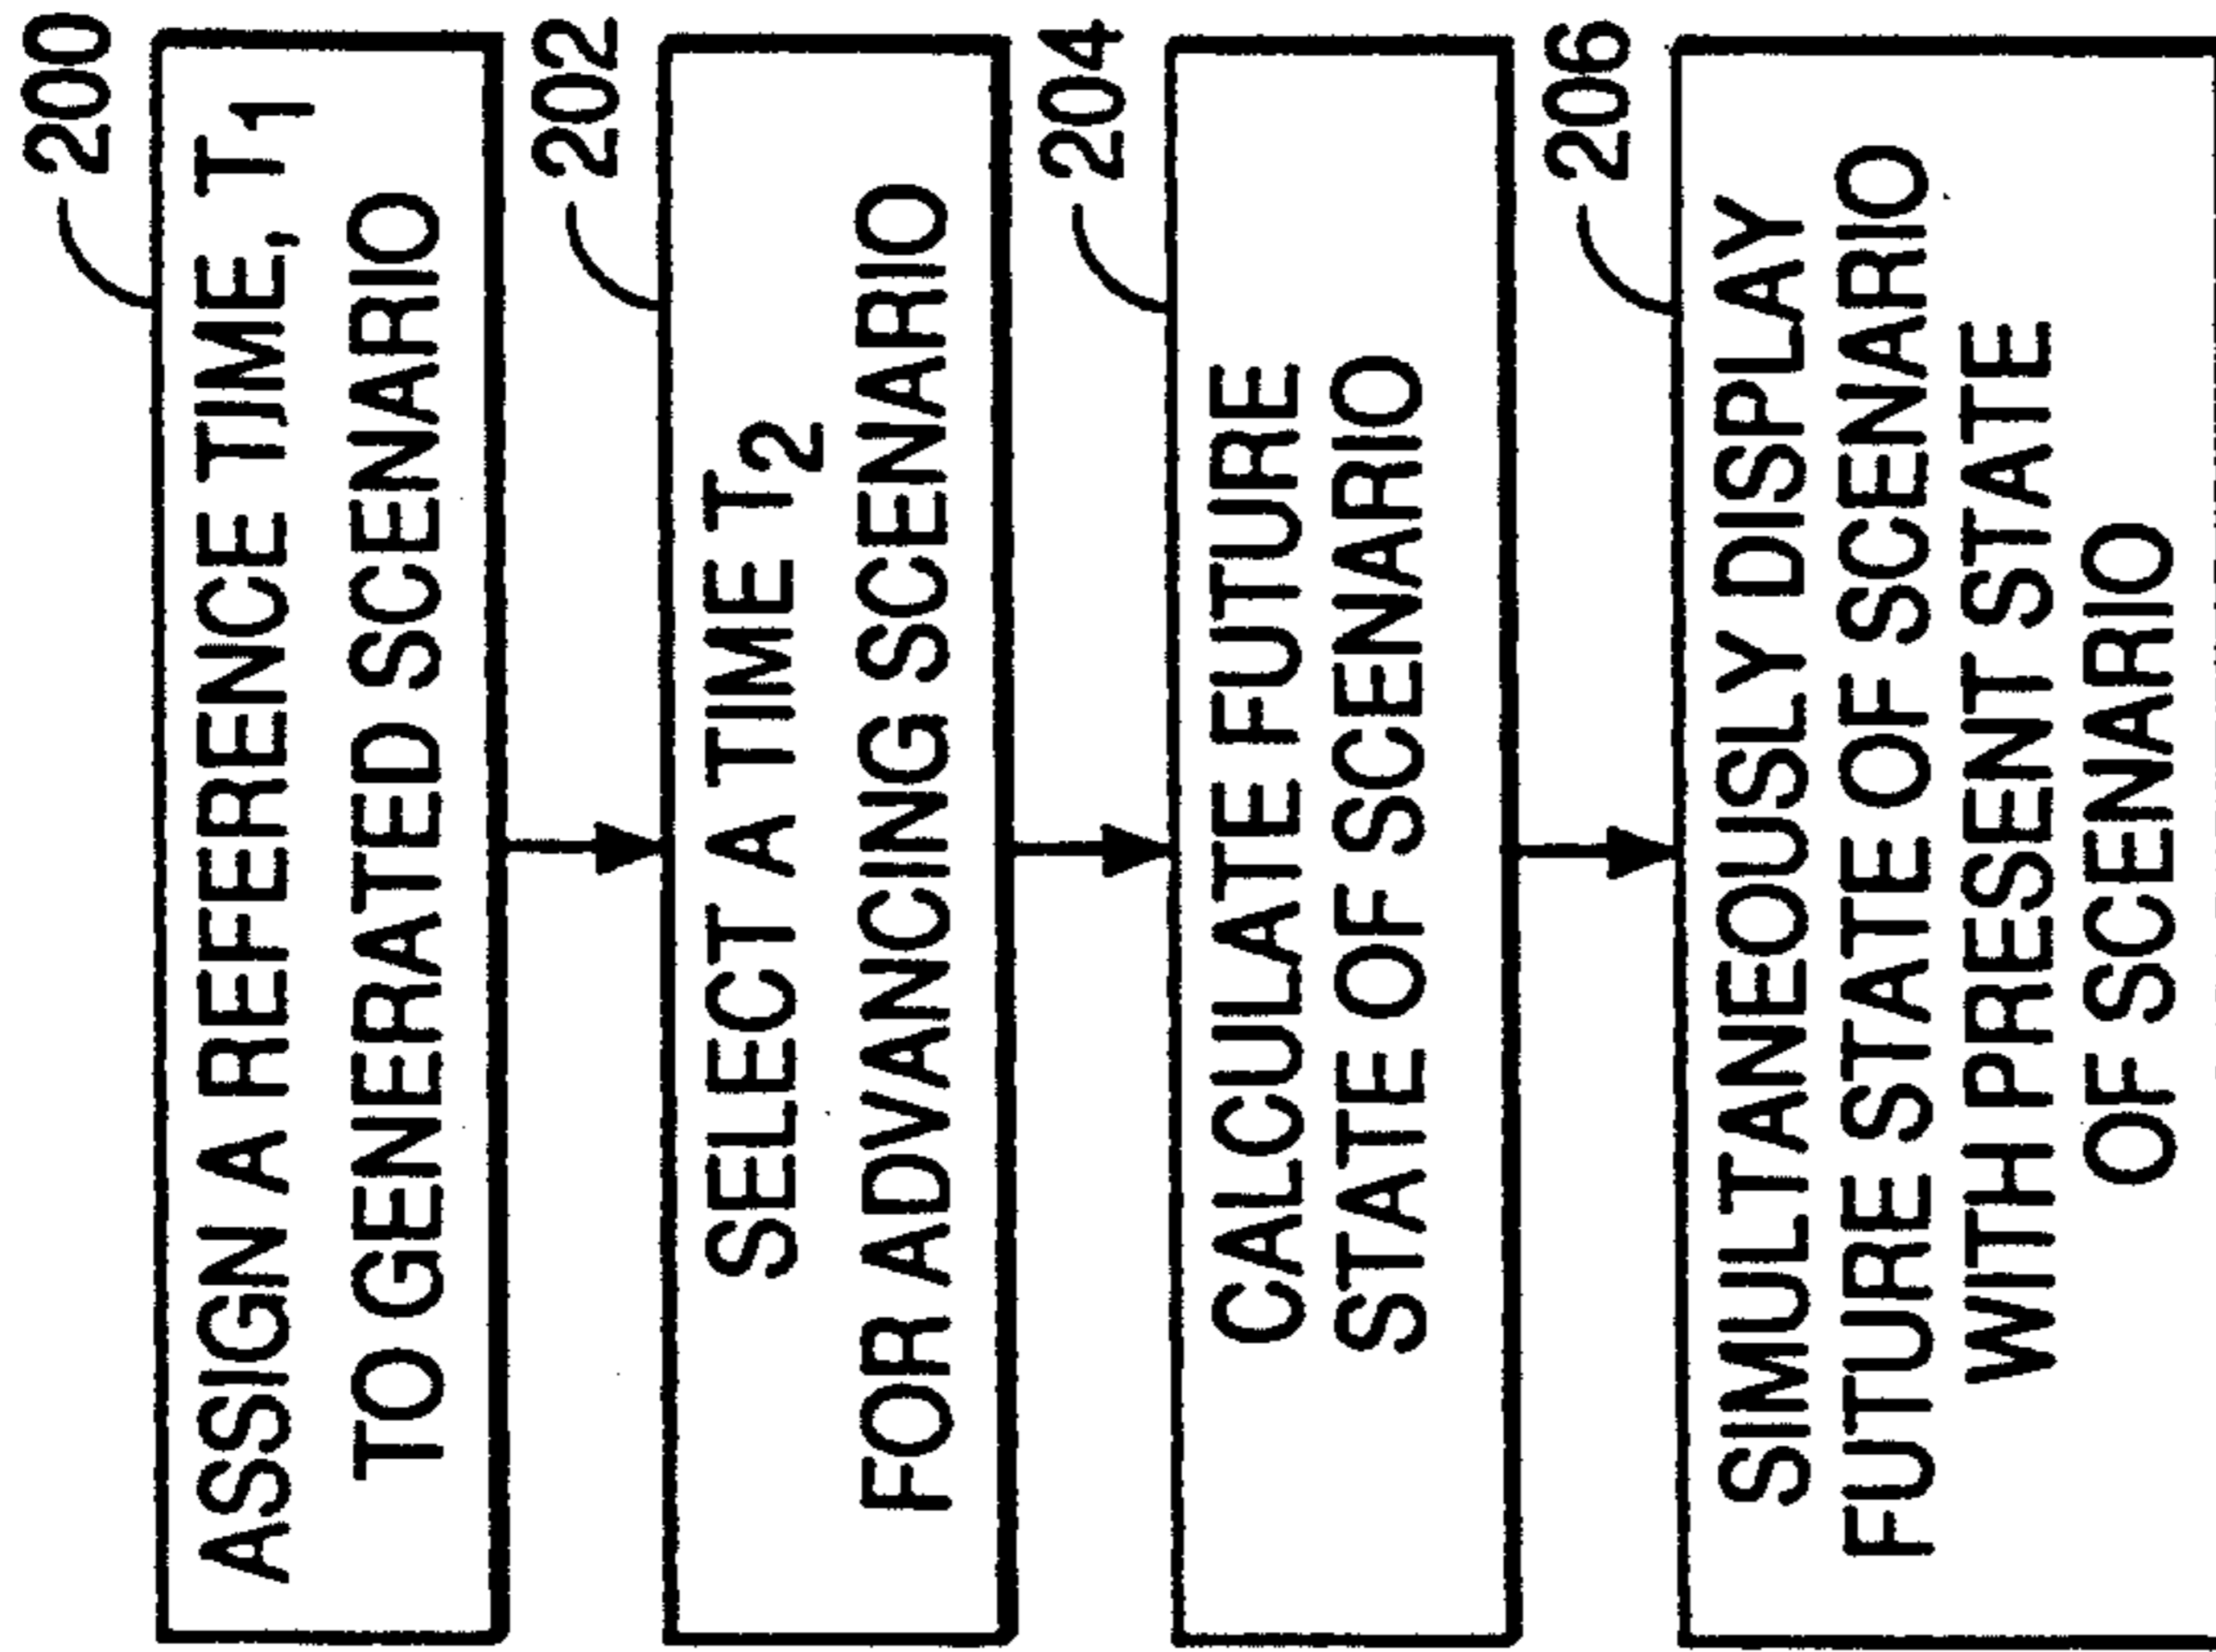 200
ASSIGN A REFERENCE TIME, T1
TO GENERATED SCENARIO
202
SELECT A TIME T2
FOR ADVANCING SCENARIO
204
CALCULATE FUTURE
STATE OF SCENARIO
206
SIMULTANEOUSLY DISPLAY
FUTURE STATE OF SCENARIO
WITH PRESENT STATE
OF SCENARIO